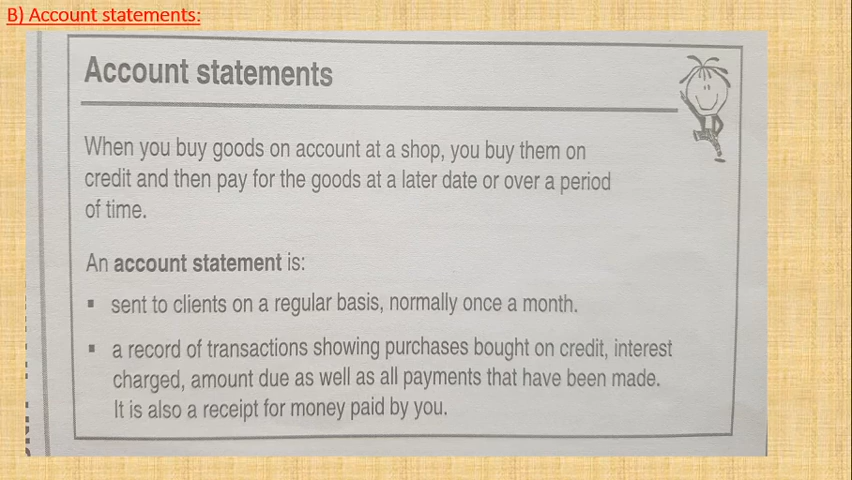 B) Account statements:
Account statements
When you buy goods on account at a shop, you buy them on
credit and then pay for the goods at a later date or over a period
of time.
An account statement is:
▪ sent to clients on a regular basis, normally once a month.
▪ a record of transactions showing purchases bought on credit, interest
charged, amount due as well as all payments that have been made.
It is also a receipt for money paid by you.